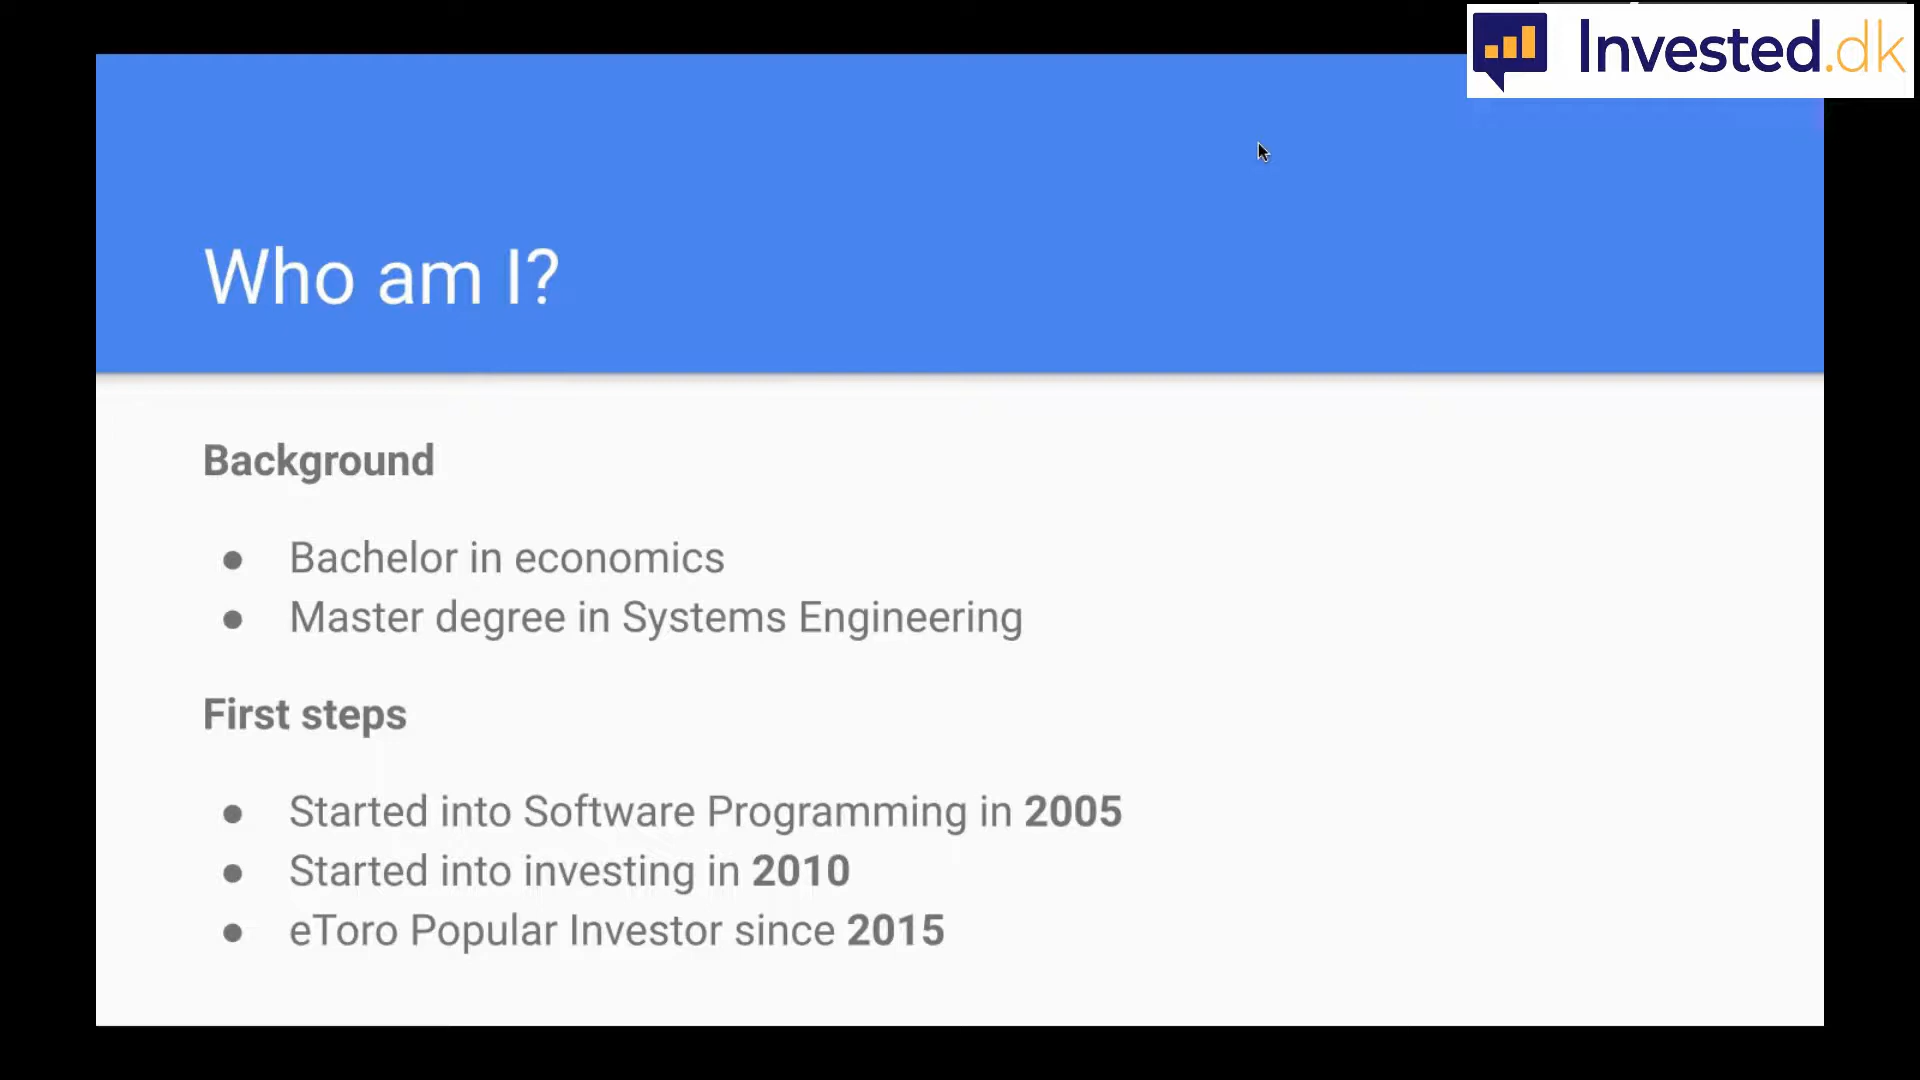 Invested.dk
Who am I?
Background
● Bachelor in economics
● Master degree in Systems Engineering
First steps
● Started into Software Programming in 2005
● Started into investing in 2010
● eToro Popular Investor since 2015